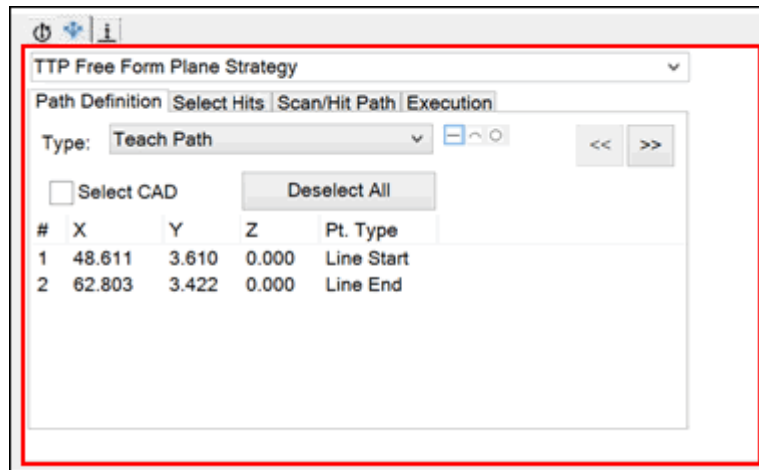 TTP Free Form Plane Strategy
Path Definition Select Hits Scan/Hit Path Execution
Type: Teach Path << >>
Select CAD Deselect All
# X Y Z Pt. Type
1 48.611 3.610 0.000 Line Start
2 62.803 3.422 0.000 Line End